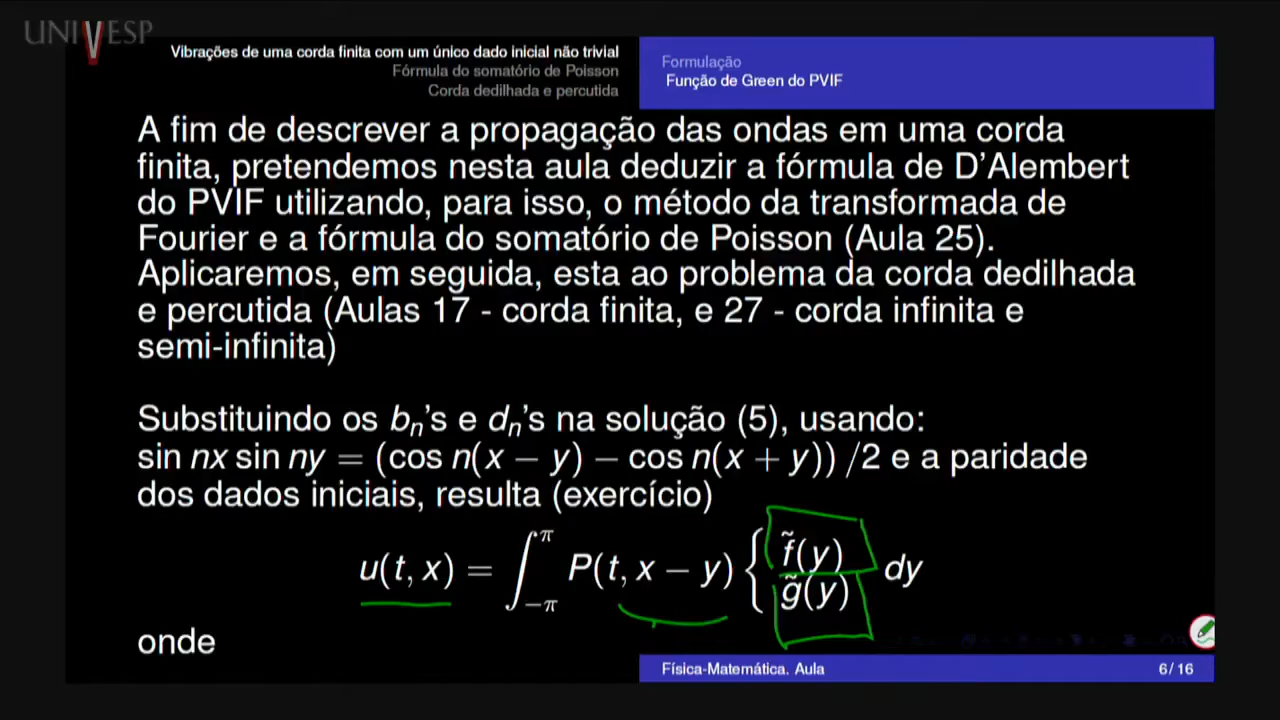 UNIVESP
Vibrações de uma corda finita com um único dado inicial não trivial
Fórmula do somatório de Poisson
Corda dedilhada e percutida
Formulação
Função de Green do PVIF
A fim de descrever a propagação das ondas em uma corda
finita, pretendemos nesta aula deduzir a fórmula de D'Alembert
do PVIF utilizando, para isso, o método da transformada de
Fourier e a fórmula do somatório de Poisson (Aula 25).
Aplicaremos, em seguida, esta ao problema da corda dedilhada
e percutida (Aulas 17 - corda finita, e 27 - corda infinita e
semi-infinita)
Substituindo os bₙ's e dₙ's na solução (5), usando:
sin nx sin ny = (cos n(x − y) − cos n(x + y)) /2 e a paridade
dos dados iniciais, resulta (exercício)
u(t, x) = ∫_{−π}^{π} P(t, x − y) { f̃(y) g̃(y) dy
onde
Física-Matemática. Aula
6/ 16